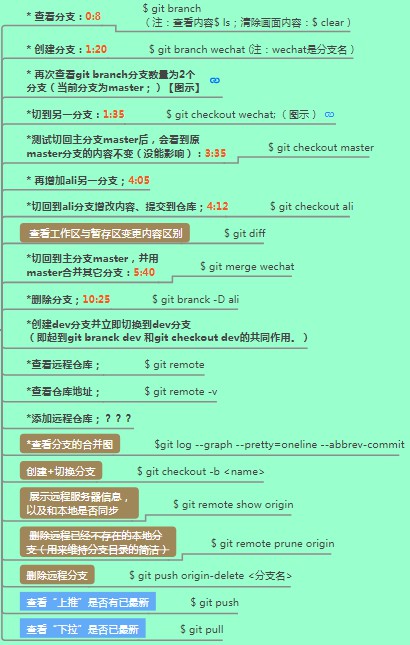 * 查看分支：0:8
$ git branch
（注：查看内容$ ls；清除画面内容：$ clear）
* 创建分支：1:20
$ git branch wechat (注：wechat是分支名）
* 再次查看git branch分支数量为2个
分支（当前分支为master；)【图示】
*切到另一分支：1:35
$ git checkout wechat;（图示）
*测试切回主分支master后，会看到原
master分支的内容不变（没能影响）：3:35
$ git checkout master
* 再增加ali另一分支；4:05
*切回到ali分支增改内容、提交到仓库；4:12
$ git checkout ali
查看工作区与暂存区变更内容区别
$ git diff
*切回到主分支master，并用
master合并其它分支：5:40
$ git merge wechat
*删除分支；10:25
$ git branck -D ali
*创建dev分支并立即切换到dev分支
（即起到git branck dev 和git checkout dev的共同作用。）
*查看远程仓库；
$ git remote
*查看仓库地址；
$ git remote -v
*添加远程仓库；？？？
*查看分支的合并图
$git log --graph --pretty=oneline --abbrev-commit
创建+切换分支
$ git checkout -b <name>
展示远程服务器信息，
以及和本地是否同步
$ git remote show origin
删除远程已经不存在的本地分
支（用来维持分支目录的简洁）
$ git remote prune origin
删除远程分支
$ git push origin-delete <分支名>
查看“上推”是否有已最新
$ git push
查看“下拉”是否已最新
$ git pull